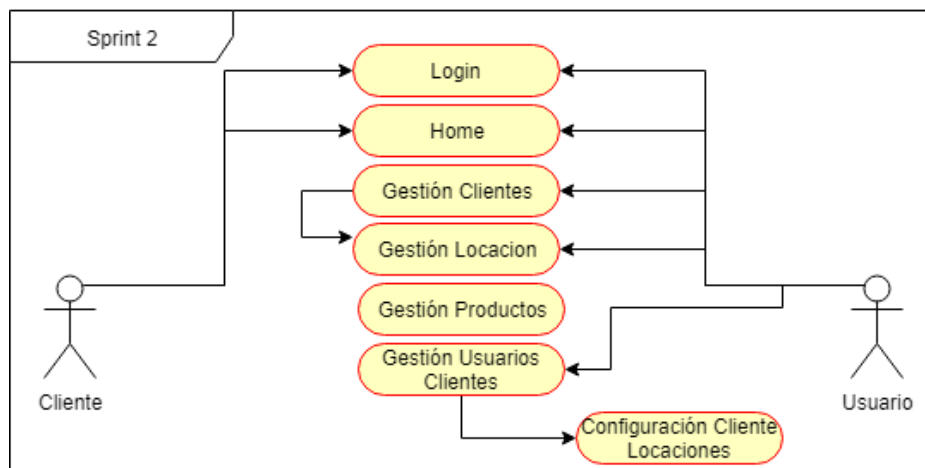 Sprint 2
Login
Home
Gestión Clientes
Gestión Locacion
Gestión Productos
Gestión Usuarios
Clientes
Cliente
Usuario
Configuración Cliente
Locaciones